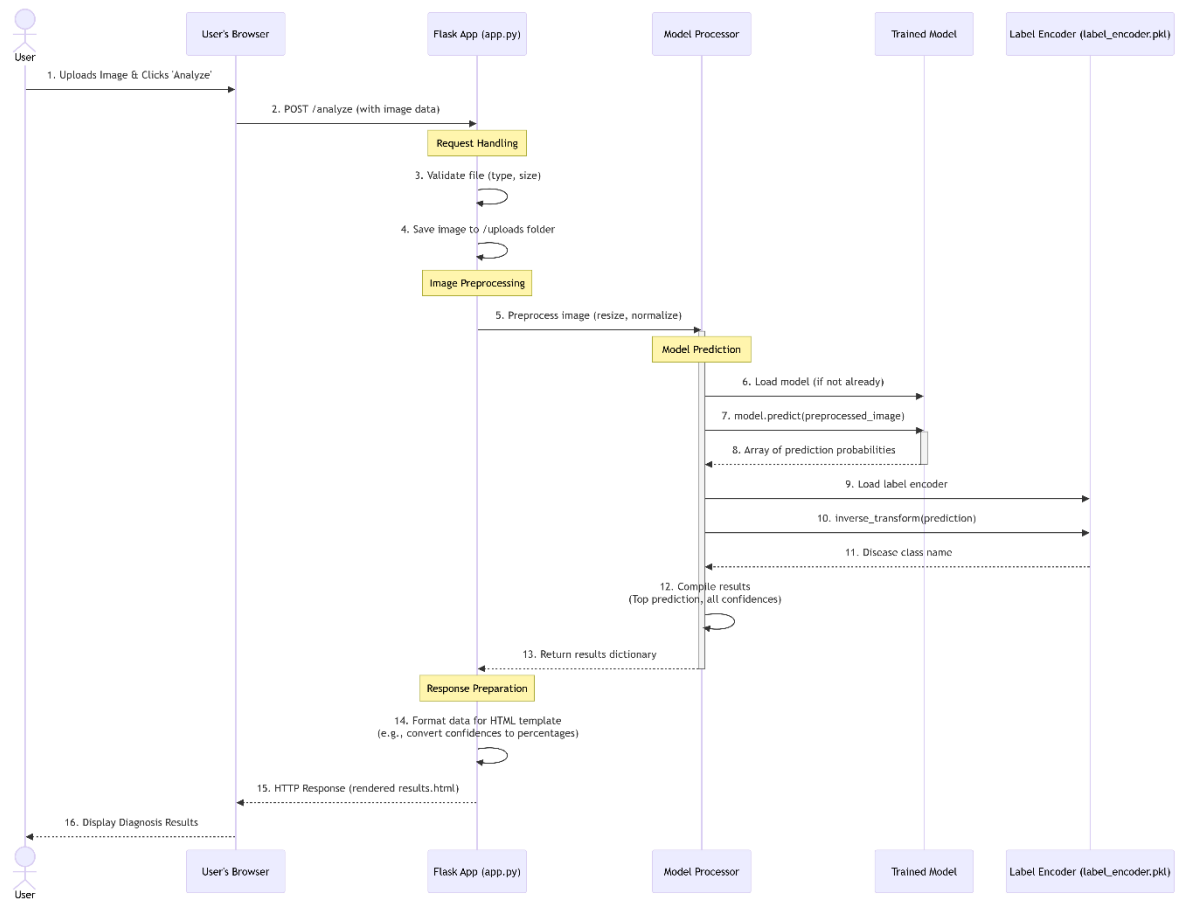 User's Browser
Flask App (app.py)
Model Processor
Trained Model
Label Encoder (label_encoder.pkl)
User
1. Uploads Image & Clicks 'Analyze'
2. POST /analyze (with image data)
Request Handling
3. Validate file (type, size)
4. Save image to /uploads folder
Image Preprocessing
5. Preprocess image (resize, normalize)
Model Prediction
6. Load model (if not already)
7. model.predict(preprocessed_image)
8. Array of prediction probabilities
9. Load label encoder
10. inverse_transform(prediction)
11. Disease class name
12. Compile results
(Top prediction, all confidences)
13. Return results dictionary
Response Preparation
14. Format data for HTML template
(e.g., convert confidences to percentages)
15. HTTP Response (rendered results.html)
16. Display Diagnosis Results
User's Browser
Flask App (app.py)
Model Processor
Trained Model
Label Encoder (label_encoder.pkl)
User